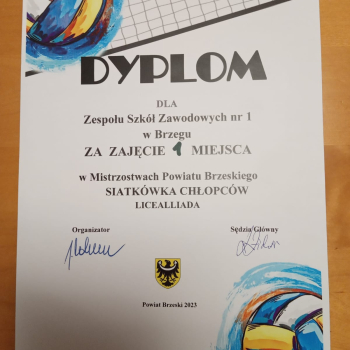 DYPLOM
DLA
Zespołu Szkół Zawodowych nr 1
w Brzegu
ZA ZAJĘCIE 1 MIEJSCA
w Mistrzostwach Powiatu Brzeskiego
SIATKÓWKA CHŁOPCÓW
LICEALLIADA
Organizator
Sędzia Główny
Powiat Brzeski 2023